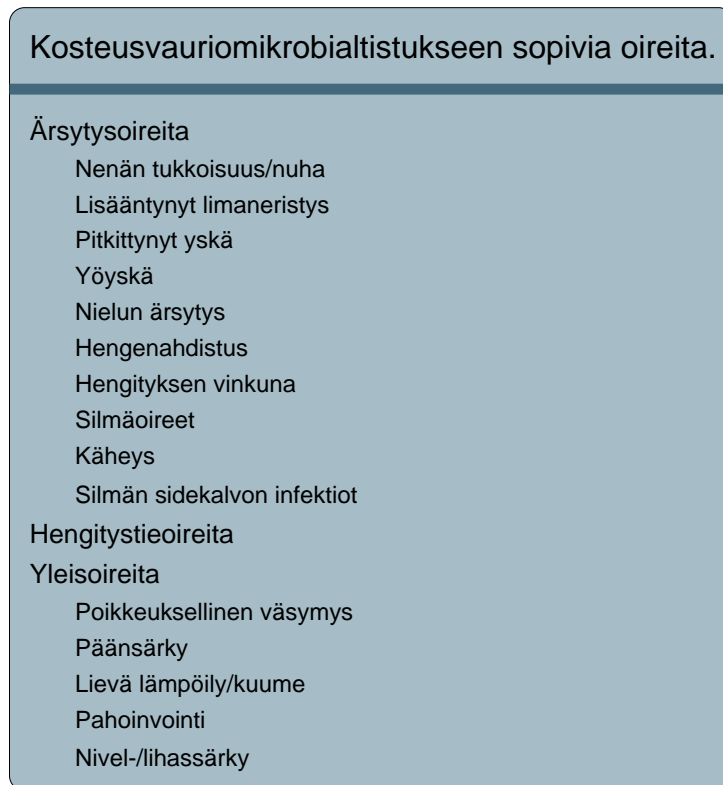 Kosteusvauriomikrobialtistukseen sopivia oireita.
Ärsytysoireita
Nenän tukkoisuus/nuha
Lisääntynyt limaneristys
Pitkittynyt yskä
Yöyskä
Nielun ärsytys
Hengenahdistus
Hengityksen vinkuna
Silmäoireet
Käheys
Silmän sidekalvon infektiot
Hengitystieoireita
Yleisoireita
Poikkeuksellinen väsymys
Päänsärky
Lievä lämpöily/kuume
Pahoinvointi
Nivel-/lihassärky